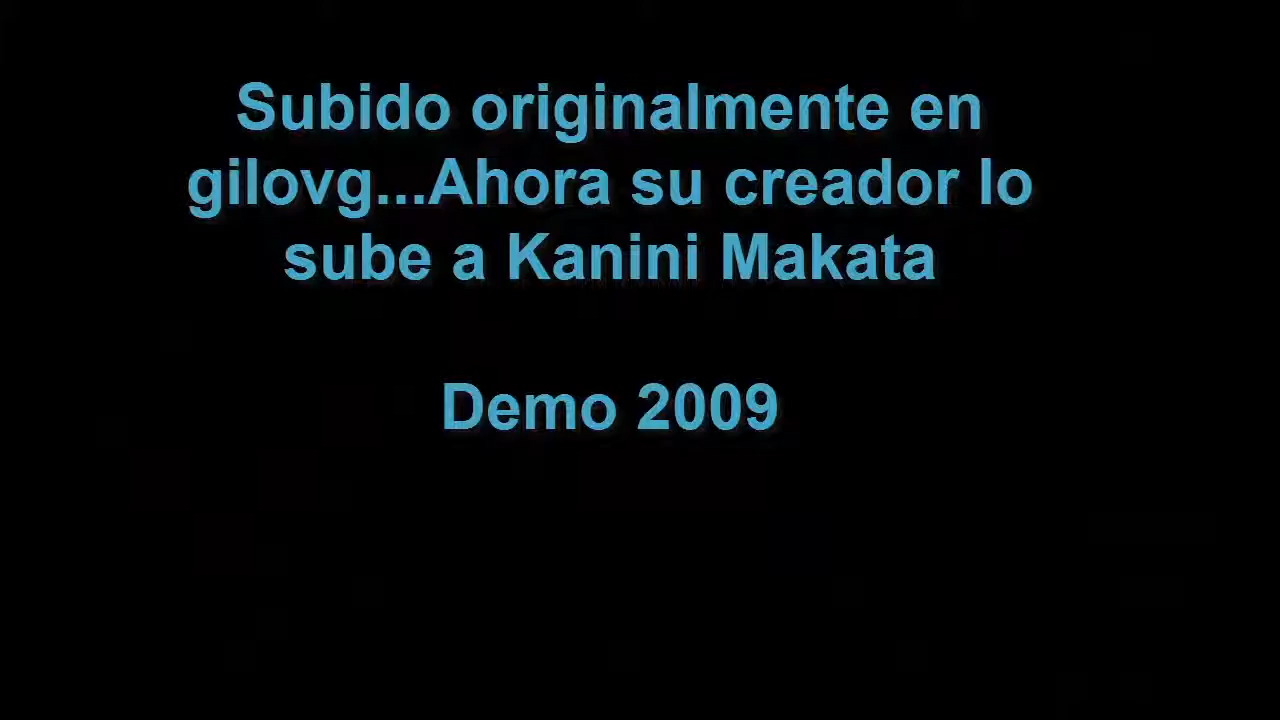 Subido originalmente en
gilovg...Ahora su creador lo
sube a Kanini Makata
Demo 2009